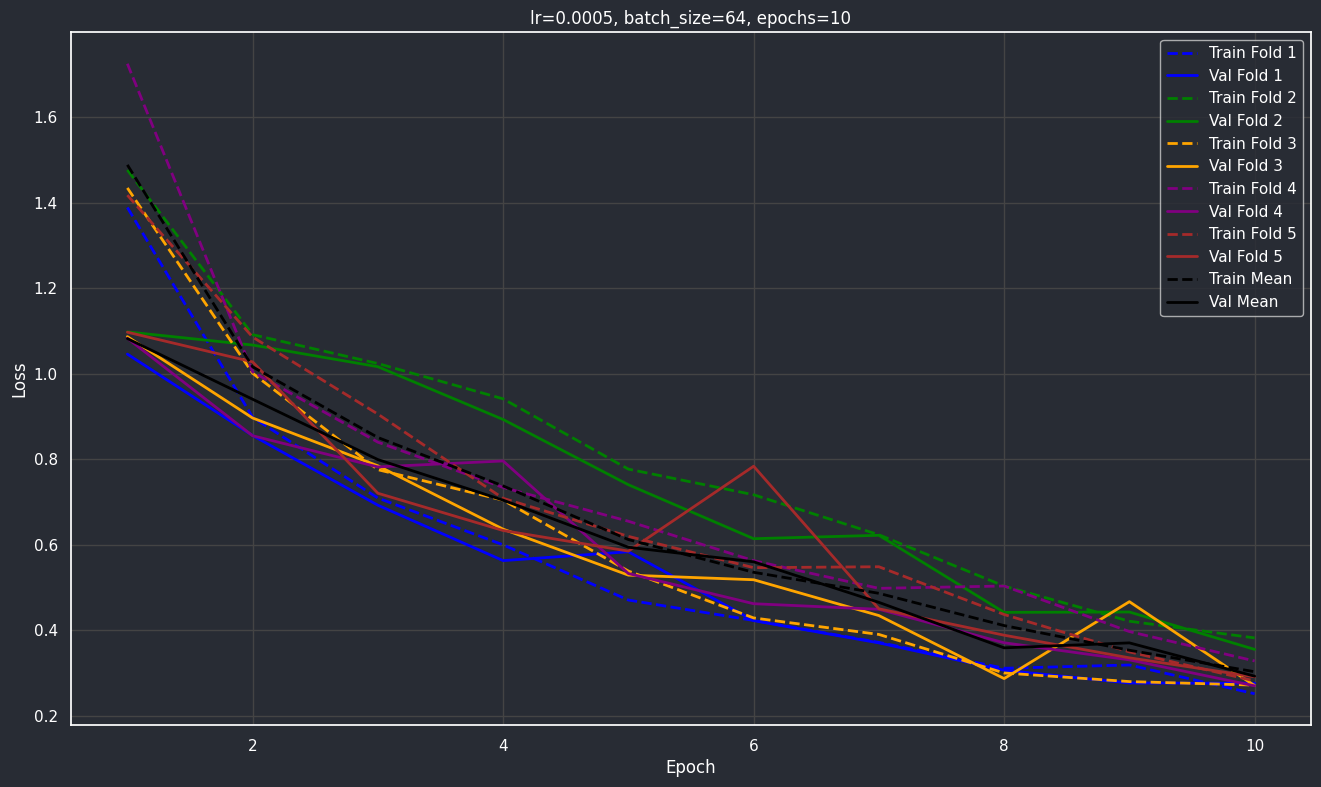 lr=0.0005, batch_size=64, epochs=10
Train Fold 1
Val Fold 1
Train Fold 2
Val Fold 2
Train Fold 3
Val Fold 3
Train Fold 4
Val Fold 4
Train Fold 5
Val Fold 5
Train Mean
Val Mean
Loss
1.6
1.4
1.2
1.0
0.8
0.6
0.4
0.2
2
4
6
8
10
Epoch